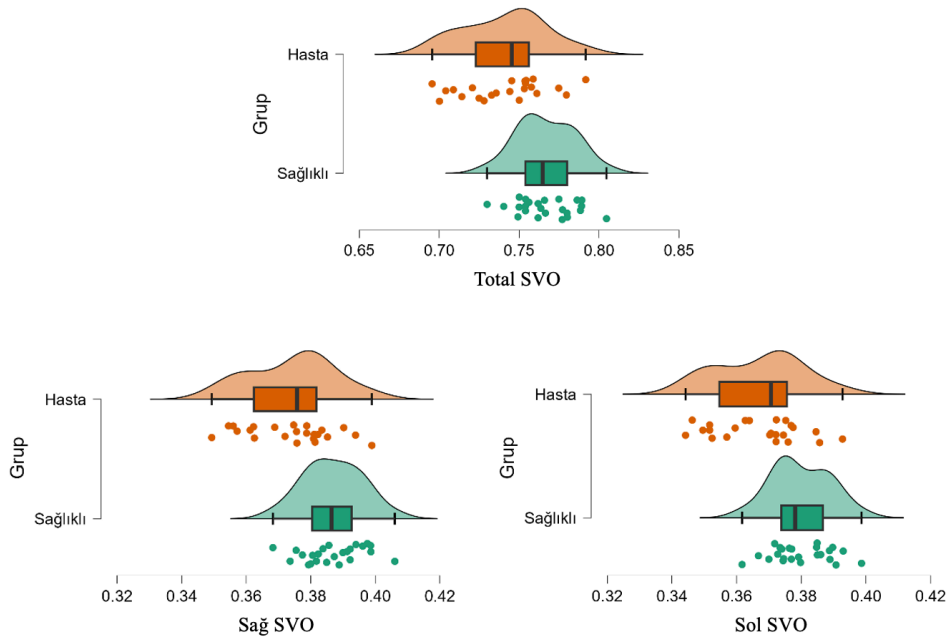 Grup
Hasta
Sağlıklı
0.65 0.70 0.75 0.80 0.85
Total SVO
Grup
Hasta
Sağlıklı
0.32 0.34 0.36 0.38 0.40 0.42
Sağ SVO
Grup
Hasta
Sağlıklı
0.32 0.34 0.36 0.38 0.40 0.42
Sol SVO